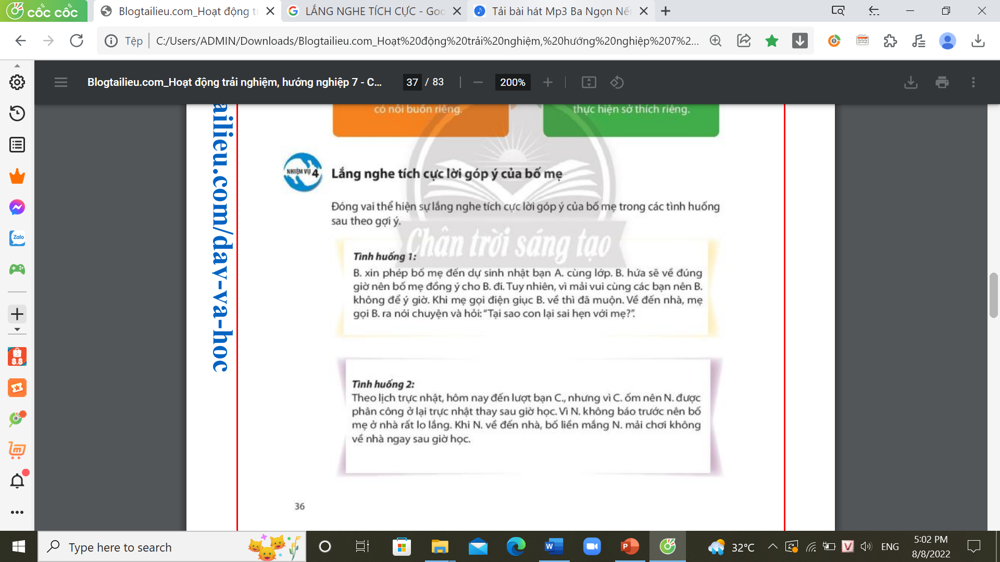 cốc cốc
Blogtailieu.com_Hoạt động tr
LẮNG NGHE TÍCH CỰC - Goo
Tải bài hát Mp3 Ba Ngọn Nến
Tệp
C:/Users/ADMIN/Downloads/Blogtailieu.com_Hoạt%20động%20trải%20nghiệm,%20hướng%20nghiệp%207%2...
Blogtailieu.com_Hoạt động trải nghiệm, hướng nghiệp 7 - C...
37 / 83
200%
ailieu.com/day-va-hoc
có nỗi buồn riêng.
thực hiện sở thích riêng.
NHIỆM VỤ 4
Lắng nghe tích cực lời góp ý của bố mẹ
Đóng vai thể hiện sự lắng nghe tích cực lời góp ý của bố mẹ trong các tình huống
sau theo gợi ý.
Chân trời sáng tạo
Tình huống 1:
B. xin phép bố mẹ đến dự sinh nhật bạn A. cùng lớp. B. hứa sẽ về đúng
giờ nên bố mẹ đồng ý cho B. đi. Tuy nhiên, vì mải vui cùng các bạn nên B.
không để ý giờ. Khi mẹ gọi điện giục B. về thì đã muộn. Về đến nhà, mẹ
gọi B. ra nói chuyện và hỏi: “Tại sao con lại sai hẹn với mẹ?”.
Tình huống 2:
Theo lịch trực nhật, hôm nay đến lượt bạn C., nhưng vì C. ốm nên N. được
phân công ở lại trực nhật thay sau giờ học. Vì N. không báo trước nên bố
mẹ ở nhà rất lo lắng. Khi N. về đến nhà, bố liền mắng N. mải chơi không
về nhà ngay sau giờ học.
36
Zalo
8.8
Type here to search
32°C
ENG
5:02 PM
8/8/2022